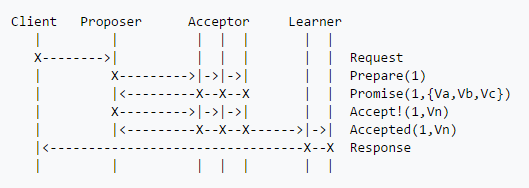 Client   Proposer      Acceptor     Learner
   |         |          |  |  |       |  |
   X-------->|          |  |  |       |  |  Request
   |         X--------->|->|->|       |  |  Prepare(1)
   |         |<---------X--X--X       |  |  Promise(1,{Va,Vb,Vc})
   |         X--------->|->|->|       |  |  Accept!(1,Vn)
   |         |<---------X--X--X------>|->|  Accepted(1,Vn)
   |<---------------------------------X--X  Response
   |         |          |  |  |       |  |